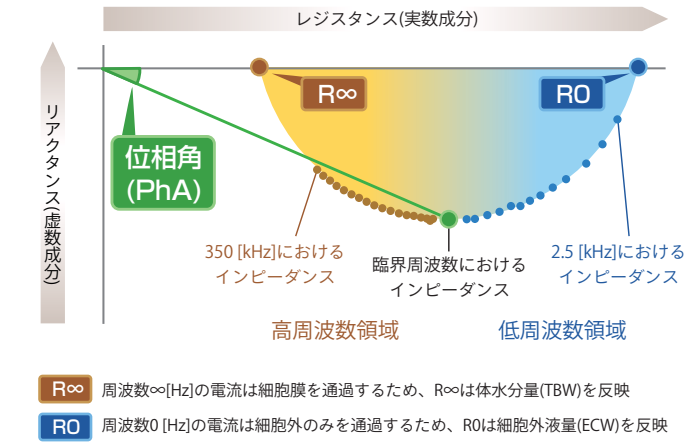 レジスタンス(実数成分)
リアクタンス(虚数成分)
R∞
R0
位相角
(PhA)
350 [kHz]における
インピーダンス
臨界周波数における
インピーダンス
2.5 [kHz]における
インピーダンス
高周波数領域
低周波数領域
R∞ 周波数∞[Hz]の電流は細胞膜を通過するため、R∞は体水分量(TBW)を反映
R0 周波数0 [Hz]の電流は細胞外のみを通過するため、R0は細胞外液量(ECW)を反映